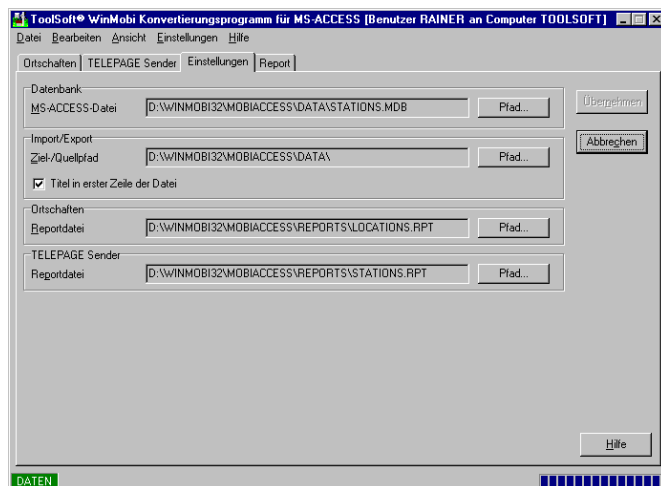 ToolSoft® WinMobi Konvertierungsprogramm für MS-ACCESS [Benutzer RAINER an Computer TOOLSOFT]
Datei Bearbeiten Ansicht Einstellungen Hilfe
Ortschaften TELEPAGE Sender Einstellungen Report
Datenbank
MS-ACCESS-Datei D:\WINMOBI32\MOBIACCESS\DATA\STATIONS.MDB Pfad... Übernehmen
Import/Export Abbrechen
Ziel-/Quellpfad D:\WINMOBI32\MOBIACCESS\DATA\ Pfad...
Titel in erster Zeile der Datei
Ortschaften
Reportdatei D:\WINMOBI32\MOBIACCESS\REPORTS\LOCATIONS.RPT Pfad...
TELEPAGE Sender
Reportdatei D:\WINMOBI32\MOBIACCESS\REPORTS\STATIONS.RPT Pfad...
Hilfe
DATEN